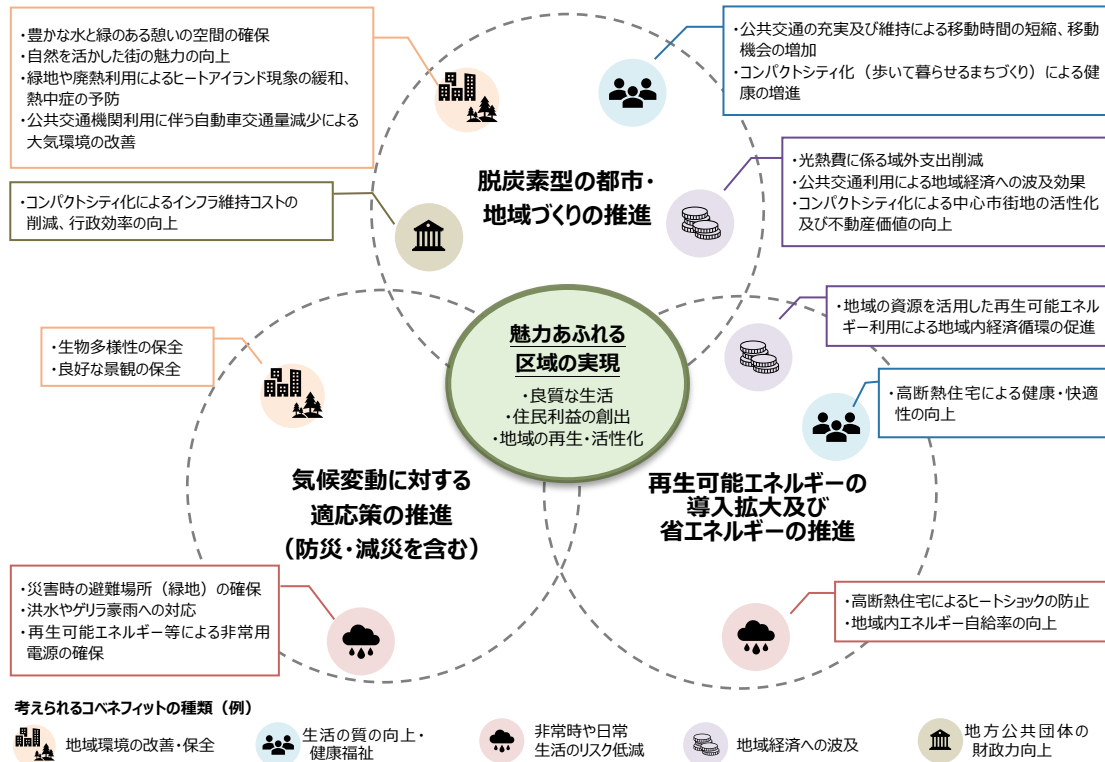 ・豊かな水と緑のある憩いの空間の確保
・自然を活かした街の魅力の向上
・緑地や廃熱利用によるヒートアイランド現象の緩和、
熱中症の予防
・公共交通機関利用に伴う自動車交通量減少による
大気環境の改善
・公共交通の充実及び維持による移動時間の短縮、移動
機会の増加
・コンパクトシティ化（歩いて暮らせるまちづくり）による健
康の増進
・光熱費に係る域外支出削減
・公共交通利用による地域経済への波及効果
・コンパクトシティ化による中心市街地の活性化
及び不動産価値の向上
脱炭素型の都市・
地域づくりの推進
・コンパクトシティ化によるインフラ維持コストの
削減、行政効率の向上
・地域の資源を活用した再生可能エネル
ギー利用による地域内経済循環の促進
魅力あふれる
区域の実現
・良質な生活
・住民利益の創出
・地域の再生・活性化
・生物多様性の保全
・良好な景観の保全
・高断熱住宅による健康・快適
性の向上
気候変動に対する
適応策の推進
（防災・減災を含む）
再生可能エネルギーの
導入拡大及び
省エネルギーの推進
・災害時の避難場所（緑地）の確保
・洪水やゲリラ豪雨への対応
・再生可能エネルギー等による非常用
電源の確保
・高断熱住宅によるヒートショックの防止
・地域内エネルギー自給率の向上
考えられるコベネフィットの種類（例）
地域環境の改善・保全
生活の質の向上・
健康福祉
非常時や日常
生活のリスク低減
地域経済への波及
地方公共団体の
財政力向上